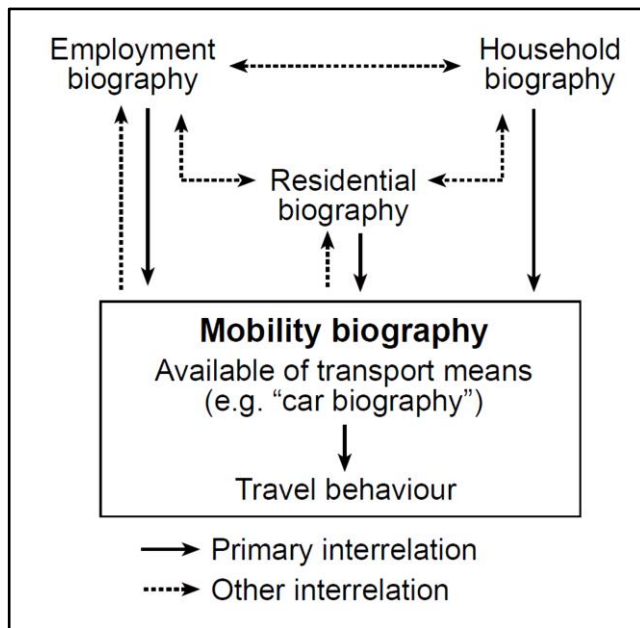 Employment
biography
Household
biography
Residential
biography
Mobility biography
Available of transport means
(e.g. “car biography”)
Travel behaviour
Primary interrelation
Other interrelation